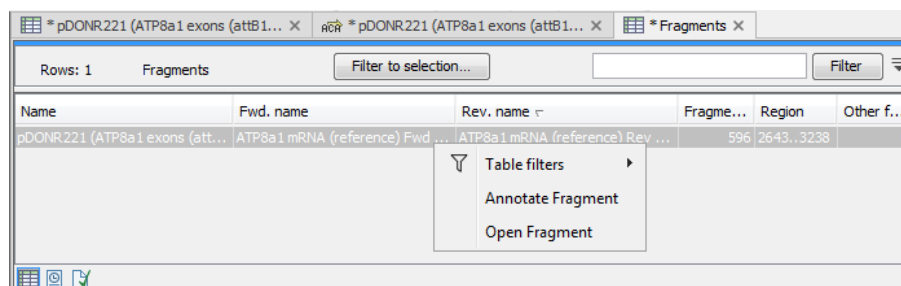 * pDONR221 (ATP8a1 exons (attB1... × * pDONR221 (ATP8a1 exons (attB1... × * Fragments ×
Rows: 1 Fragments Filter to selection... Filter
Name Fwd. name Rev. name Fragme... Region Other f...
pDONR221 (ATP8a1 exons (att... ATP8a1 mRNA (reference) Fwd ... ATP8a1 mRNA (reference) Rev ... 596 2643..3238
Table filters
Annotate Fragment
Open Fragment